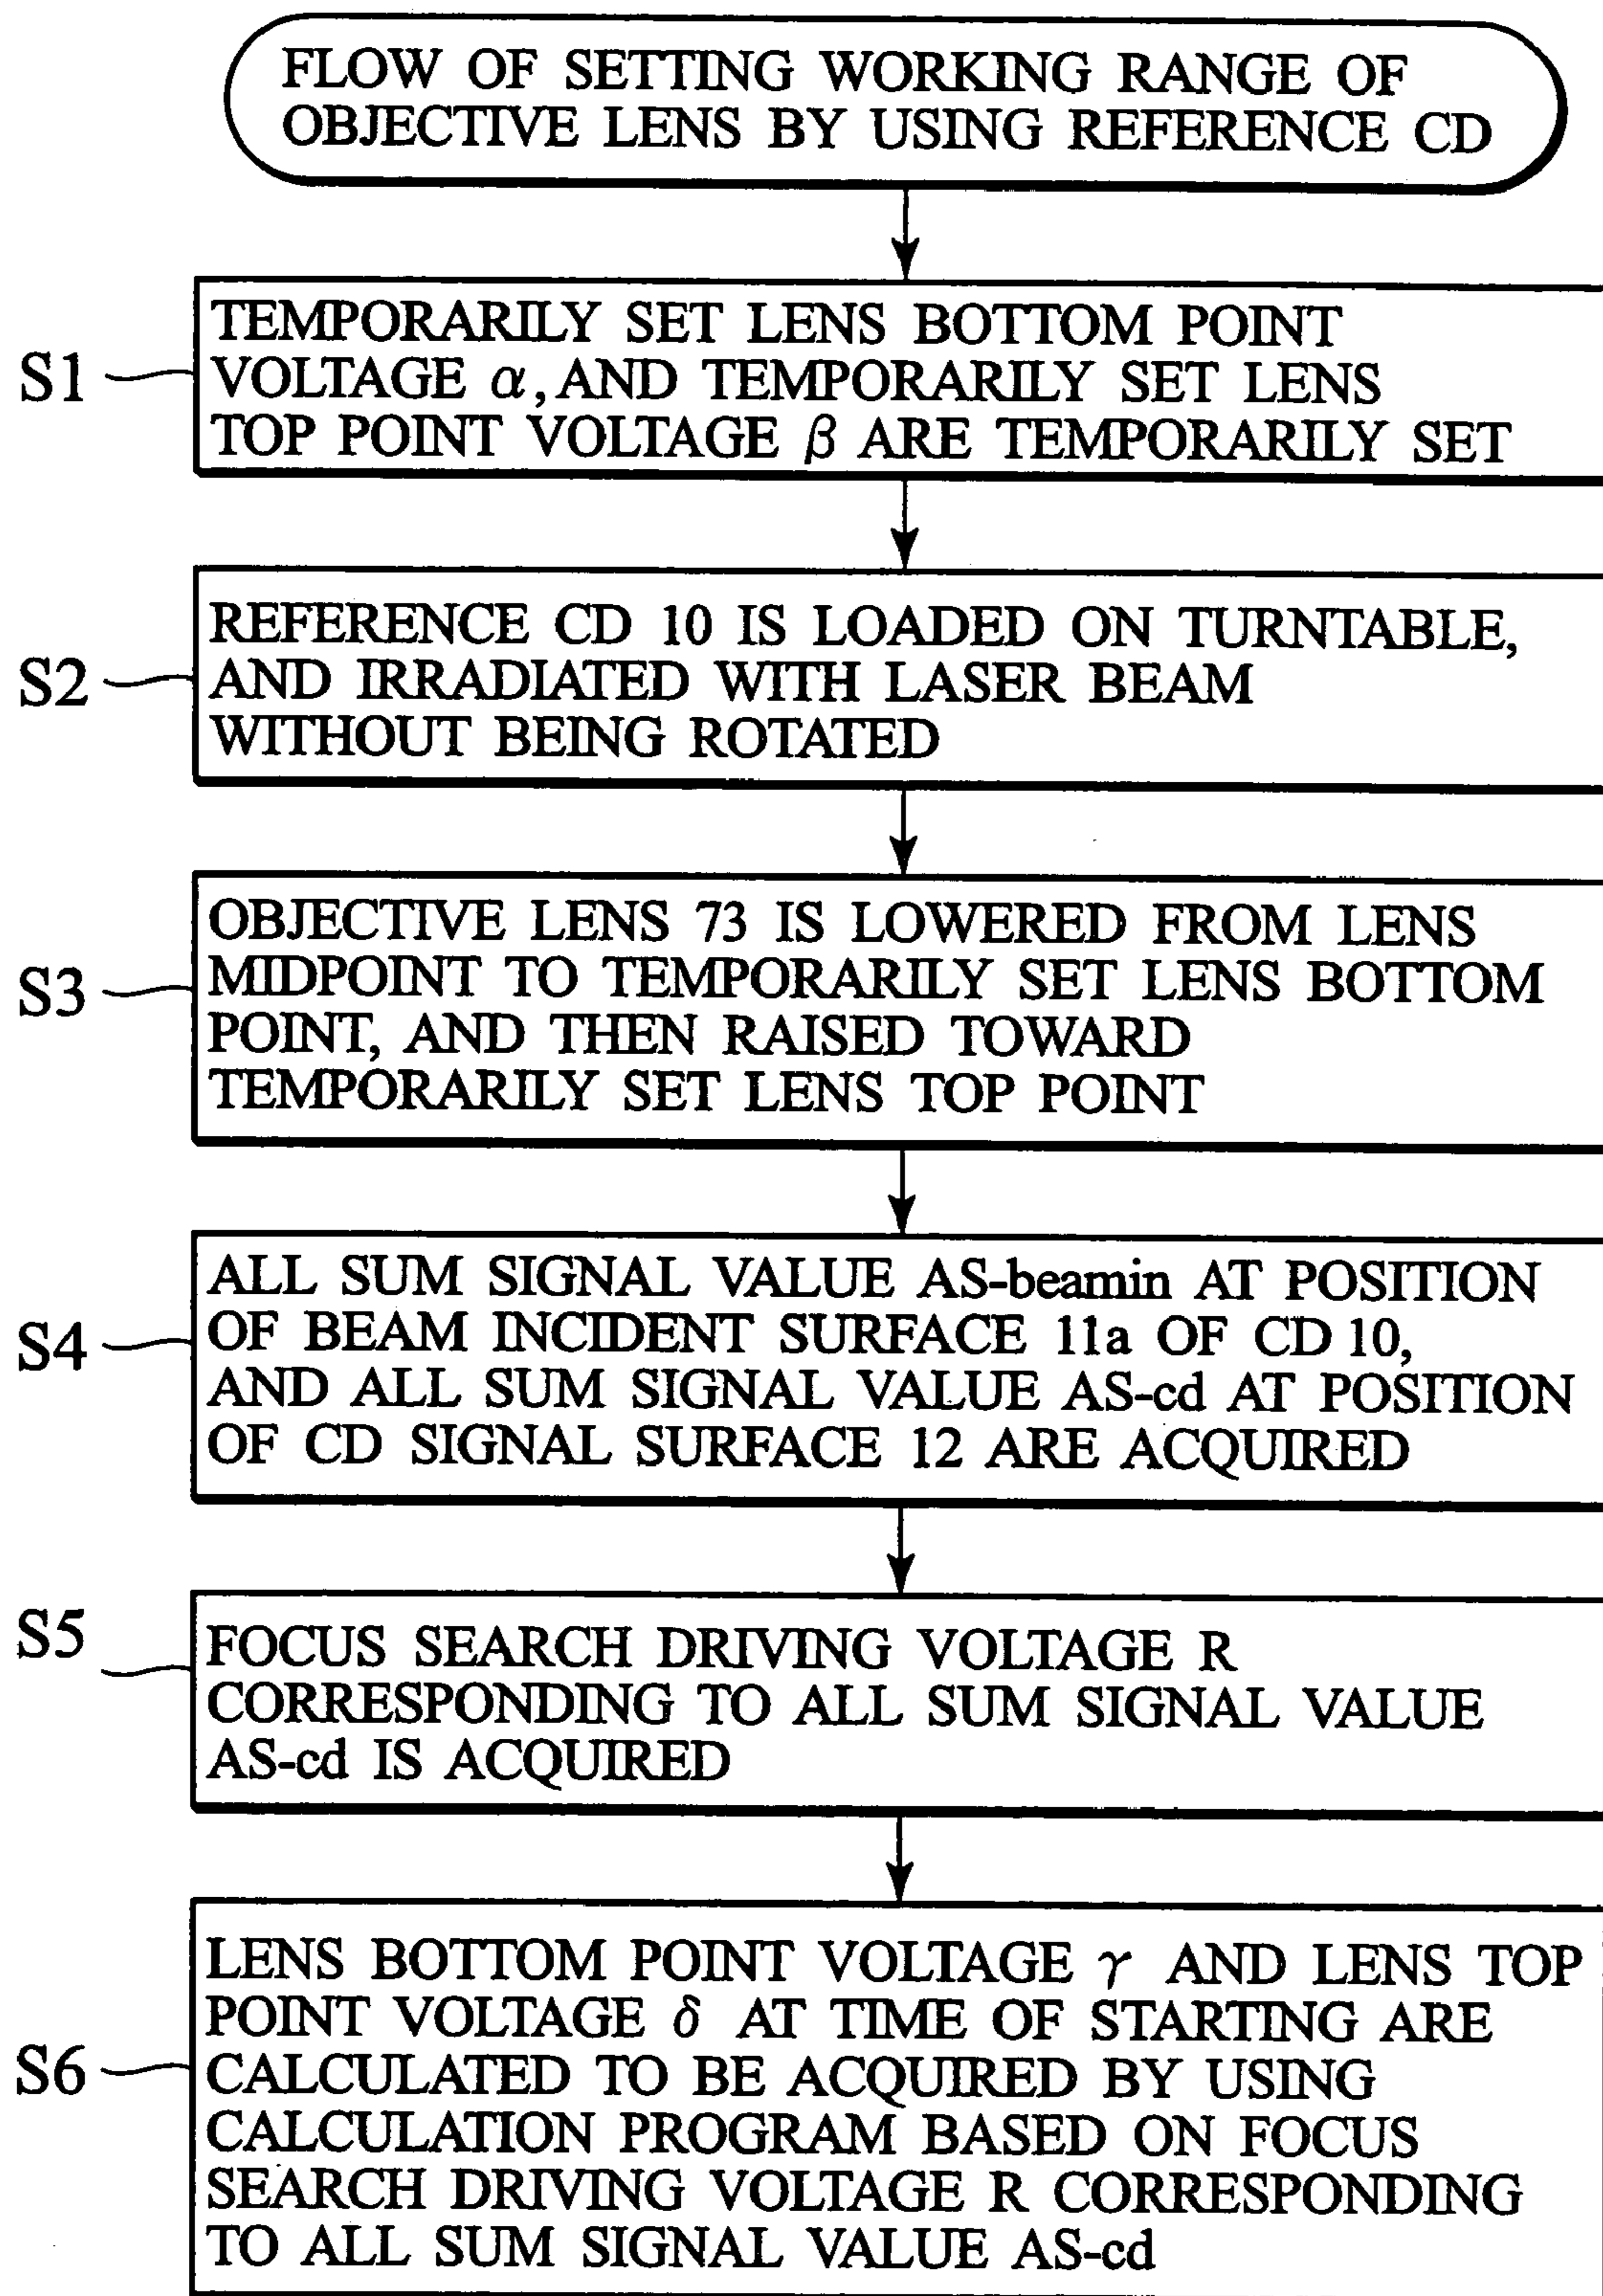 FLOW OF SETTING WORKING RANGE OF
OBJECTIVE LENS BY USING REFERENCE CD
S1
TEMPORARILY SET LENS BOTTOM POINT
VOLTAGE α, AND TEMPORARILY SET LENS
TOP POINT VOLTAGE β ARE TEMPORARILY SET
S2
REFERENCE CD 10 IS LOADED ON TURNTABLE,
AND IRRADIATED WITH LASER BEAM
WITHOUT BEING ROTATED
S3
OBJECTIVE LENS 73 IS LOWERED FROM LENS
MIDPOINT TO TEMPORARILY SET LENS BOTTOM
POINT, AND THEN RAISED TOWARD
TEMPORARILY SET LENS TOP POINT
S4
ALL SUM SIGNAL VALUE AS-beamin AT POSITION
OF BEAM INCIDENT SURFACE 11a OF CD 10,
AND ALL SUM SIGNAL VALUE AS-cd AT POSITION
OF CD SIGNAL SURFACE 12 ARE ACQUIRED
S5
FOCUS SEARCH DRIVING VOLTAGE R
CORRESPONDING TO ALL SUM SIGNAL VALUE
AS-cd IS ACQUIRED
S6
LENS BOTTOM POINT VOLTAGE γ AND LENS TOP
POINT VOLTAGE δ AT TIME OF STARTING ARE
CALCULATED TO BE ACQUIRED BY USING
CALCULATION PROGRAM BASED ON FOCUS
SEARCH DRIVING VOLTAGE R CORRESPONDING
TO ALL SUM SIGNAL VALUE AS-cd